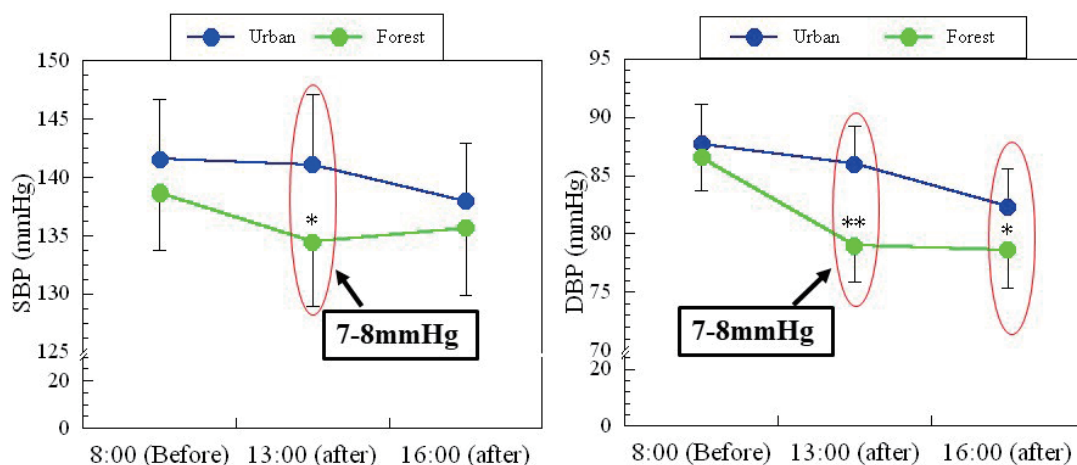 Urban Forest
150
145
140
135
130
125
20
0
SBP (mmHg)
*
7-8mmHg
8:00 (Before) 13:00 (after) 16:00 (after)
Urban Forest
95
90
85
80
75
70
20
0
DBP (mmHg)
**
*
7-8mmHg
8:00 (Before) 13:00 (after) 16:00 (after)